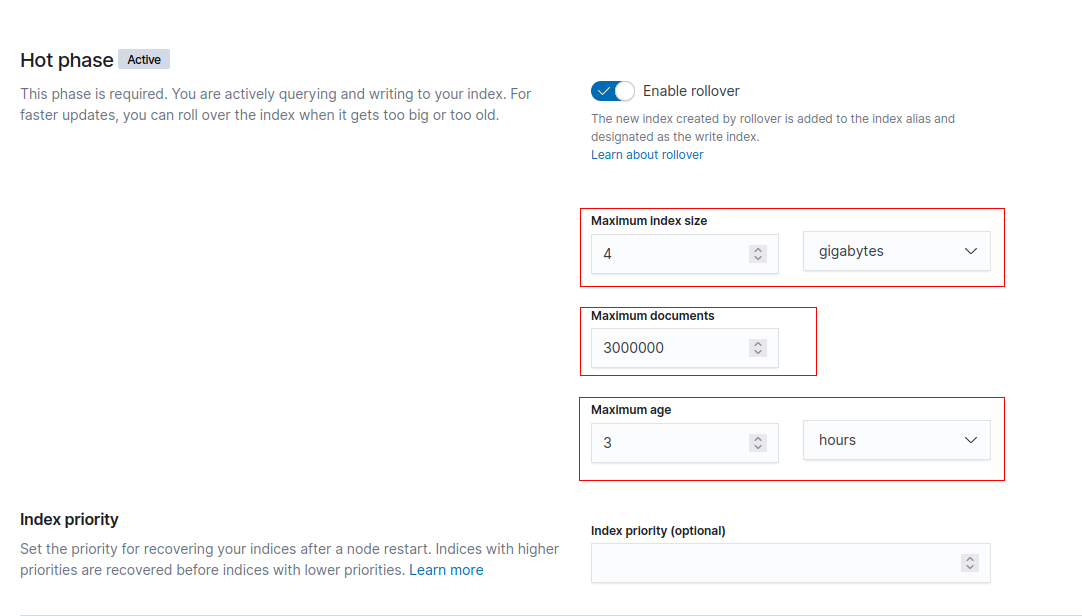 Hot phase Active
This phase is required. You are actively querying and writing to your index. For
faster updates, you can roll over the index when it gets too big or too old.
Enable rollover
The new index created by rollover is added to the index alias and
designated as the write index.
Learn about rollover
Maximum index size
4 gigabytes
Maximum documents
3000000
Maximum age
3 hours
Index priority
Set the priority for recovering your indices after a node restart. Indices with higher
priorities are recovered before indices with lower priorities. Learn more
Index priority (optional)